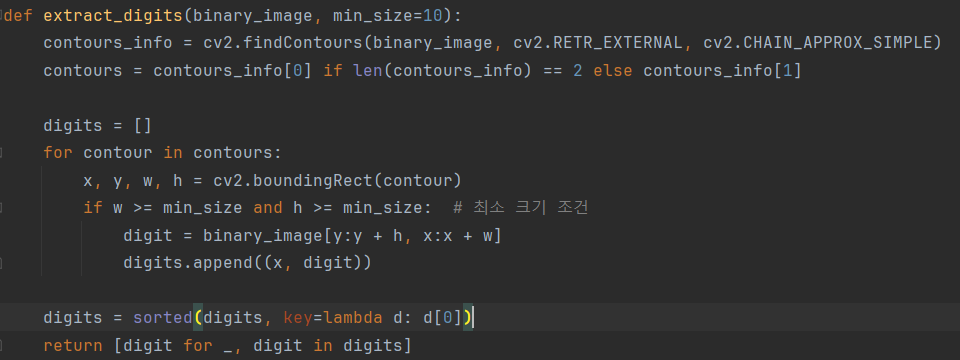 def extract_digits(binary_image, min_size=10):
    contours_info = cv2.findContours(binary_image, cv2.RETR_EXTERNAL, cv2.CHAIN_APPROX_SIMPLE)
    contours = contours_info[0] if len(contours_info) == 2 else contours_info[1]

    digits = []
    for contour in contours:
        x, y, w, h = cv2.boundingRect(contour)
        if w >= min_size and h >= min_size:  # 최소 크기 조건
            digit = binary_image[y:y + h, x:x + w]
            digits.append((x, digit))

    digits = sorted(digits, key=lambda d: d[0])
    return [digit for _, digit in digits]